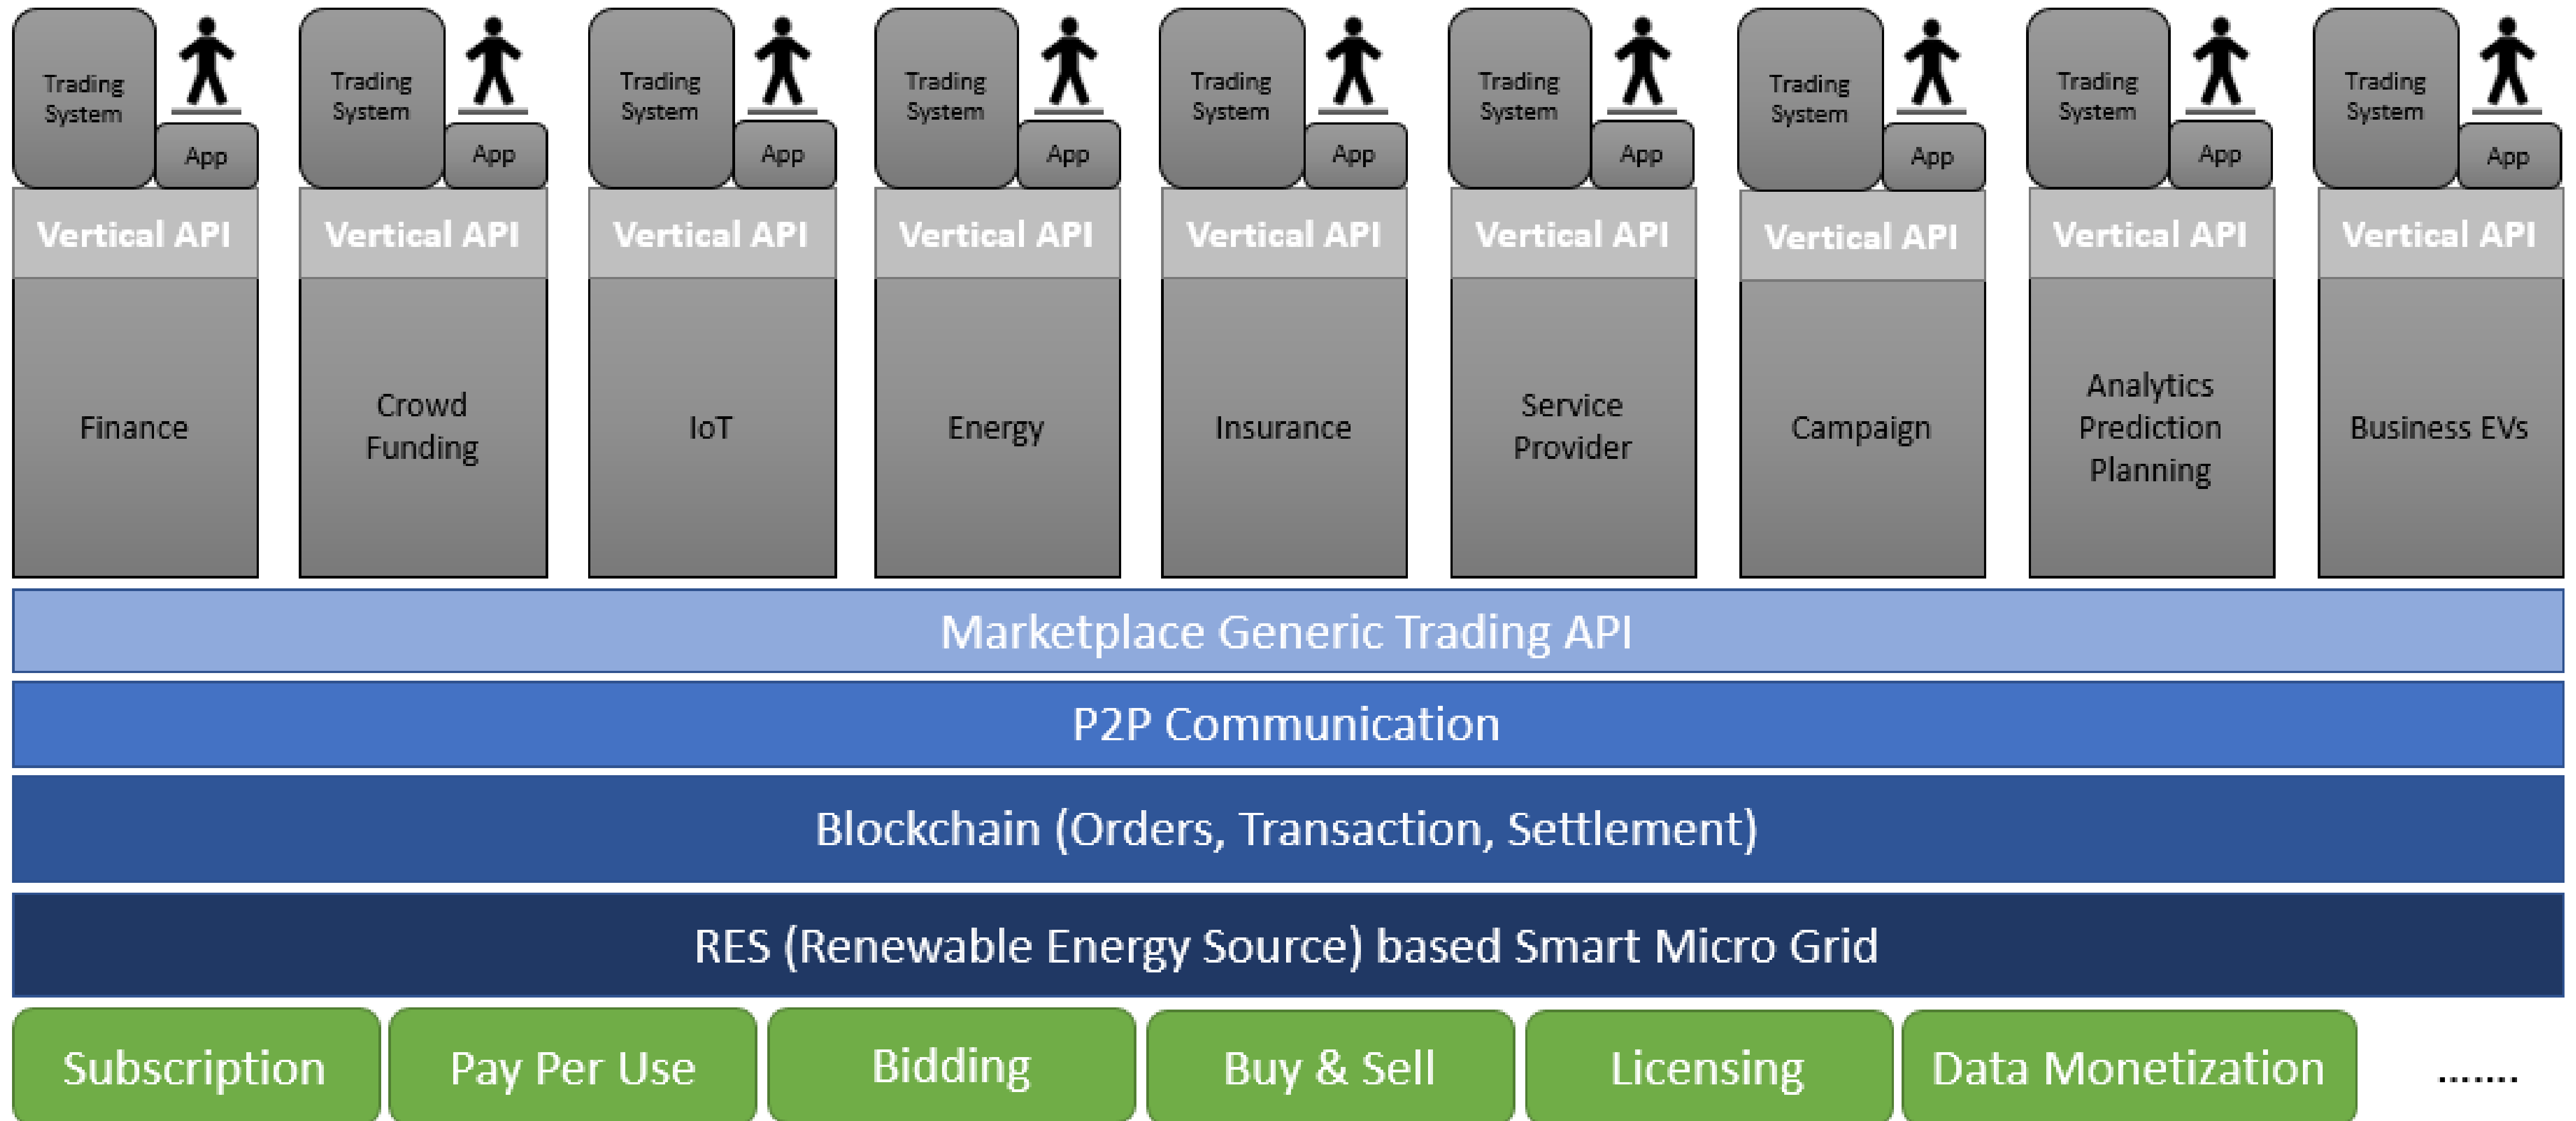 Trading
System
App
Trading
System
App
Trading
System
App
Trading
System
App
Trading
System
App
Trading
System
App
Trading
System
App
Trading
System
App
Trading
System
App
Vertical API
Vertical API
Vertical API
Vertical API
Vertical API
Vertical API
Vertical API
Vertical API
Vertical API
Finance
Crowd
Funding
IoT
Energy
Insurance
Service
Provider
Campaign
Analytics
Prediction
Planning
Business EVs
Marketplace Generic Trading API
P2P Communication
Blockchain (Orders, Transaction, Settlement)
RES (Renewable Energy Source) based Smart Micro Grid
Subscription
Pay Per Use
Bidding
Buy & Sell
Licensing
Data Monetization
.......